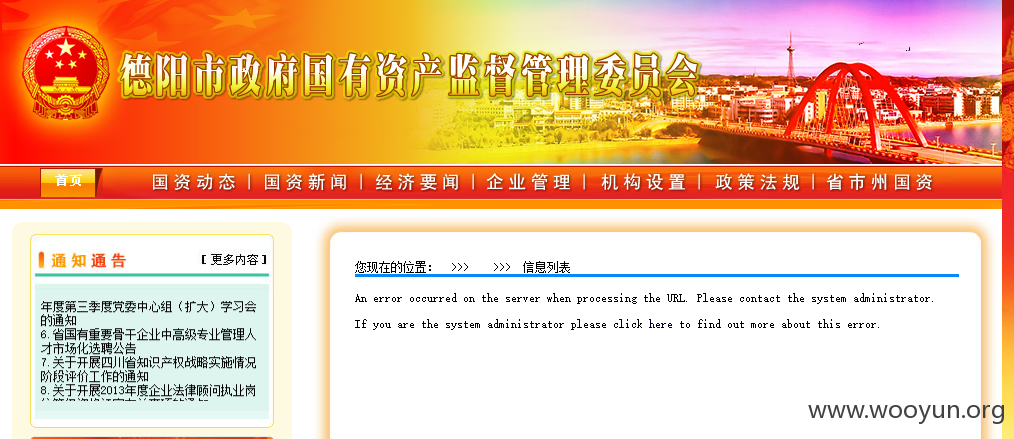 德阳市政府国有资产监督管理委员会
首页 国资动态 | 国资新闻 | 经济要闻 | 企业管理 | 机构设置 | 政策法规 | 省市州国资
通知通告 [ 更多内容 ]
年度第三季度党委中心组（扩大）学习会
的通知
6.省国有重要骨干企业中高级专业管理人
才市场化选聘公告
7.关于开展四川省知识产权战略实施情况
阶段评价工作的通知
8.关于开展2013年度企业法律顾问执业岗
您现在的位置： >>> >>> 信息列表
An error occurred on the server when processing the URL. Please contact the system administrator.
If you are the system administrator please click here to find out more about this error.
www.wooyun.org